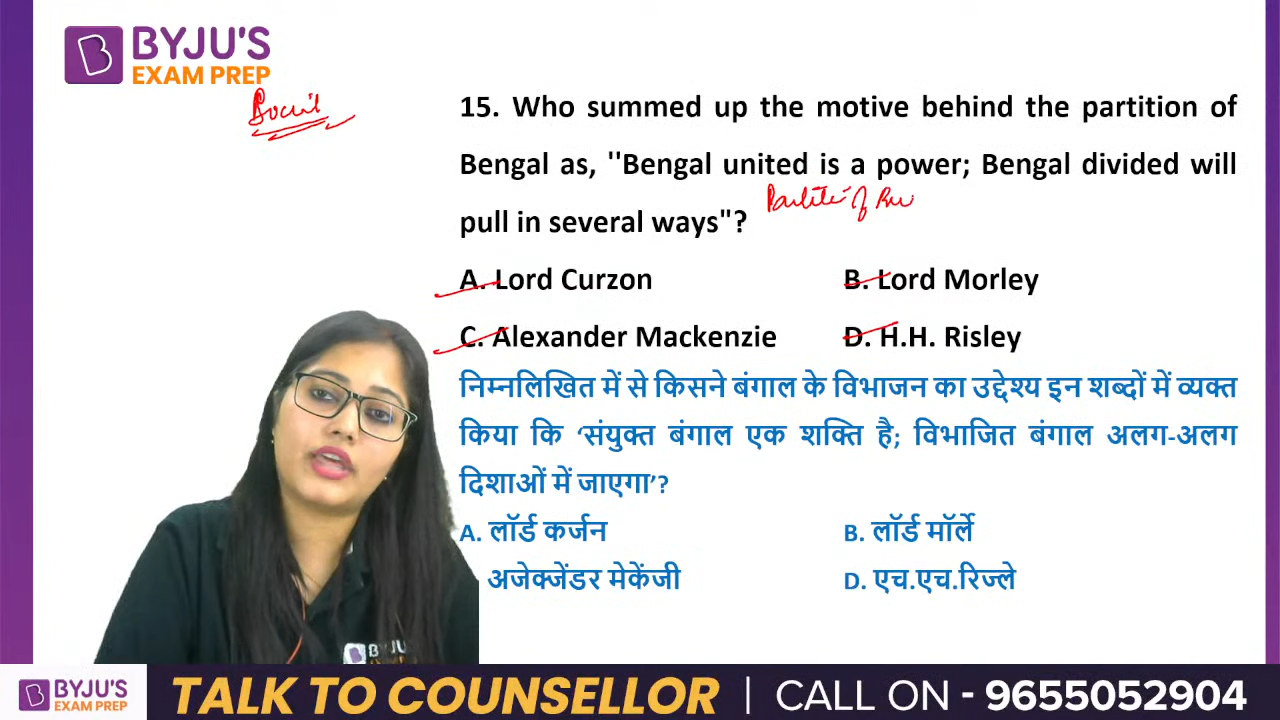 BYJU'S
EXAM PREP
15. Who summed up the motive behind the partition of
Bengal as, ''Bengal united is a power; Bengal divided will
pull in several ways"?
A. Lord Curzon B. Lord Morley
C. Alexander Mackenzie D. H.H. Risley
निम्नलिखित में से किसने बंगाल के विभाजन का उद्देश्य इन शब्दों में व्यक्त
किया कि ‘संयुक्त बंगाल एक शक्ति है; विभाजित बंगाल अलग-अलग
दिशाओं में जाएगा’?
A. लॉर्ड कर्जन B. लॉर्ड मॉर्ले
अजेक्जेंडर मेकेंजी D. एच.एच.रिज्ले
BYJU
Exam P
BYJU'S
EXAM PREP
TALK TO COUNSELLOR | CALL ON - 9655052904